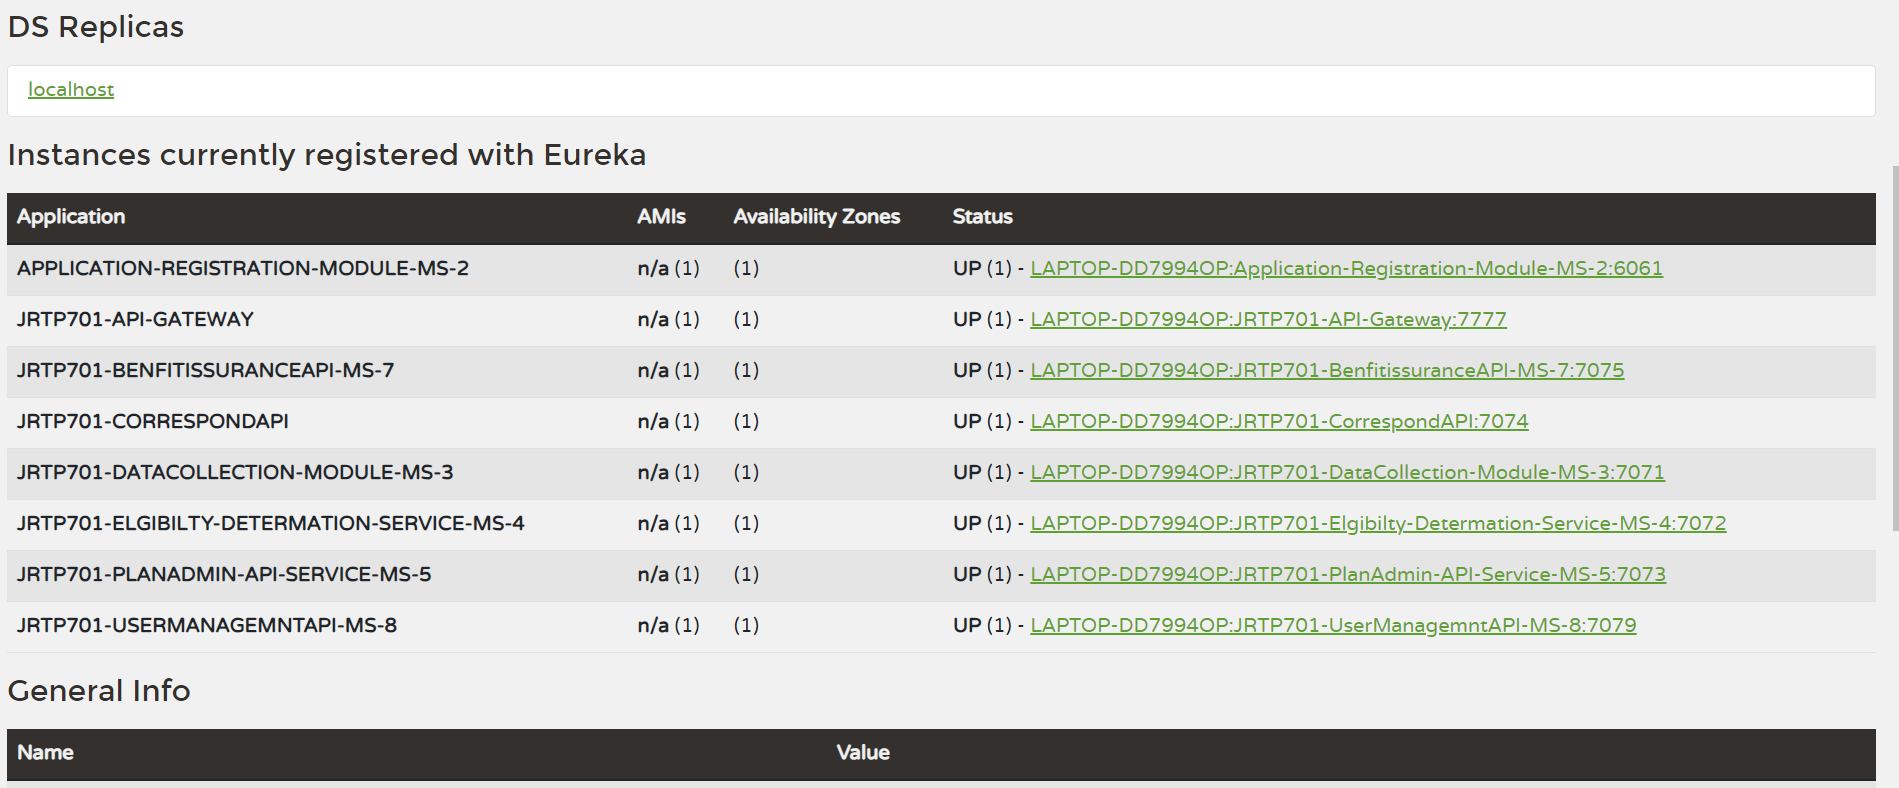 DS Replicas
localhost
Instances currently registered with Eureka
Application AMIs Availability Zones Status
APPLICATION-REGISTRATION-MODULE-MS-2 n/a (1) (1) UP (1) - LAPTOP-DD7994OP:Application-Registration-Module-MS-2:6061
JRTP701-API-GATEWAY n/a (1) (1) UP (1) - LAPTOP-DD7994OP:JRTP701-API-Gateway:7777
JRTP701-BENFITISSURANCEAPI-MS-7 n/a (1) (1) UP (1) - LAPTOP-DD7994OP:JRTP701-BenfitissuranceAPI-MS-7:7075
JRTP701-CORRESPONDAPI n/a (1) (1) UP (1) - LAPTOP-DD7994OP:JRTP701-CorrespondAPI:7074
JRTP701-DATACOLLECTION-MODULE-MS-3 n/a (1) (1) UP (1) - LAPTOP-DD7994OP:JRTP701-DataCollection-Module-MS-3:7071
JRTP701-ELGIBILTY-DETERMATION-SERVICE-MS-4 n/a (1) (1) UP (1) - LAPTOP-DD7994OP:JRTP701-Elgibilty-Determation-Service-MS-4:7072
JRTP701-PLANADMIN-API-SERVICE-MS-5 n/a (1) (1) UP (1) - LAPTOP-DD7994OP:JRTP701-PlanAdmin-API-Service-MS-5:7073
JRTP701-USERMANAGEMNTAPI-MS-8 n/a (1) (1) UP (1) - LAPTOP-DD7994OP:JRTP701-UserManagemntAPI-MS-8:7079
General Info
Name Value